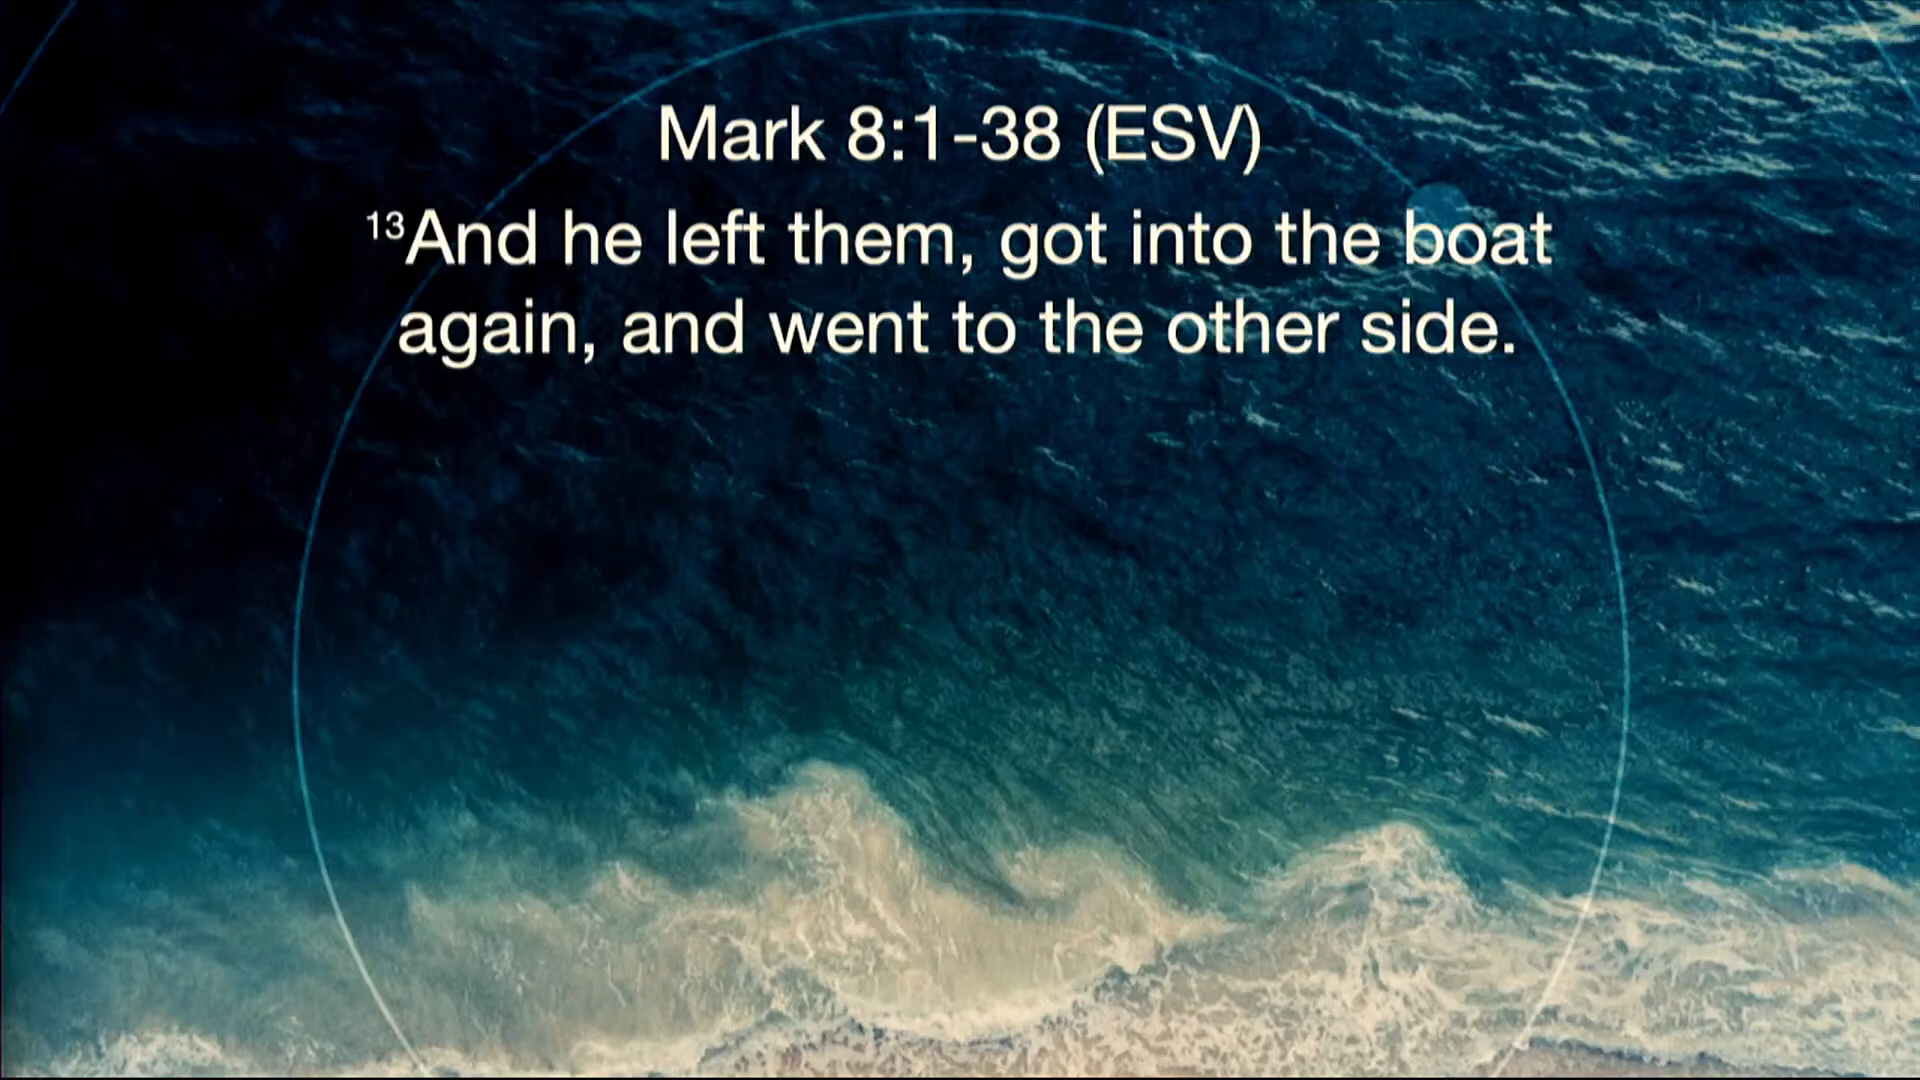 Mark 8:1-38 (ESV)
¹³And he left them, got into the boat
again, and went to the other side.